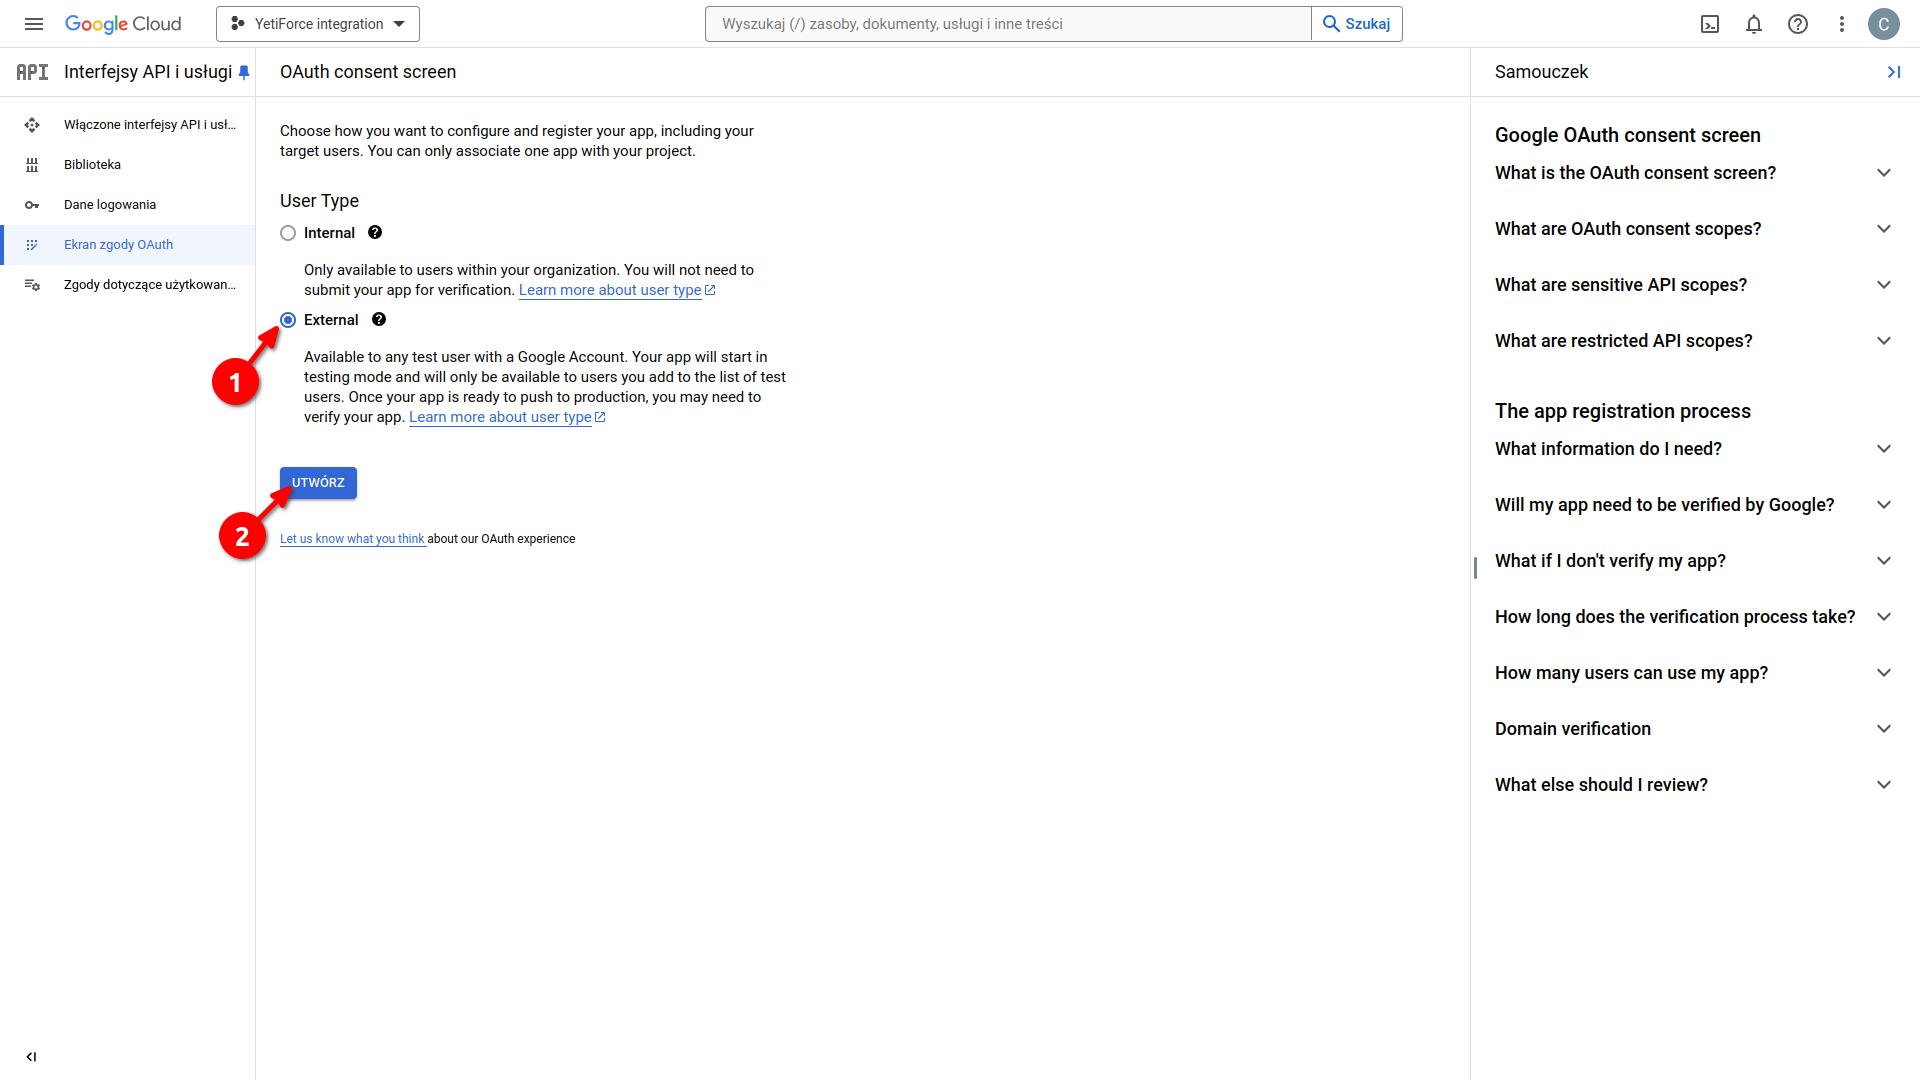 Google Cloud
YetiForce integration
Wyszukaj (/) zasoby, dokumenty, usługi i inne treści
Szukaj
C
API
Interfejsy API i usługi
OAuth consent screen
Samouczek
Włączone interfejsy API i usł...
Biblioteka
Dane logowania
Ekran zgody OAuth
Zgody dotyczące użytkowan...
Choose how you want to configure and register your app, including your
target users. You can only associate one app with your project.
User Type
Internal
Only available to users within your organization. You will not need to
submit your app for verification. Learn more about user type
External
1
Available to any test user with a Google Account. Your app will start in
testing mode and will only be available to users you add to the list of test
users. Once your app is ready to push to production, you may need to
verify your app. Learn more about user type
UTWÓRZ
2
Let us know what you think about our OAuth experience
Google OAuth consent screen
What is the OAuth consent screen?
What are OAuth consent scopes?
What are sensitive API scopes?
What are restricted API scopes?
The app registration process
What information do I need?
Will my app need to be verified by Google?
What if I don't verify my app?
How long does the verification process take?
How many users can use my app?
Domain verification
What else should I review?